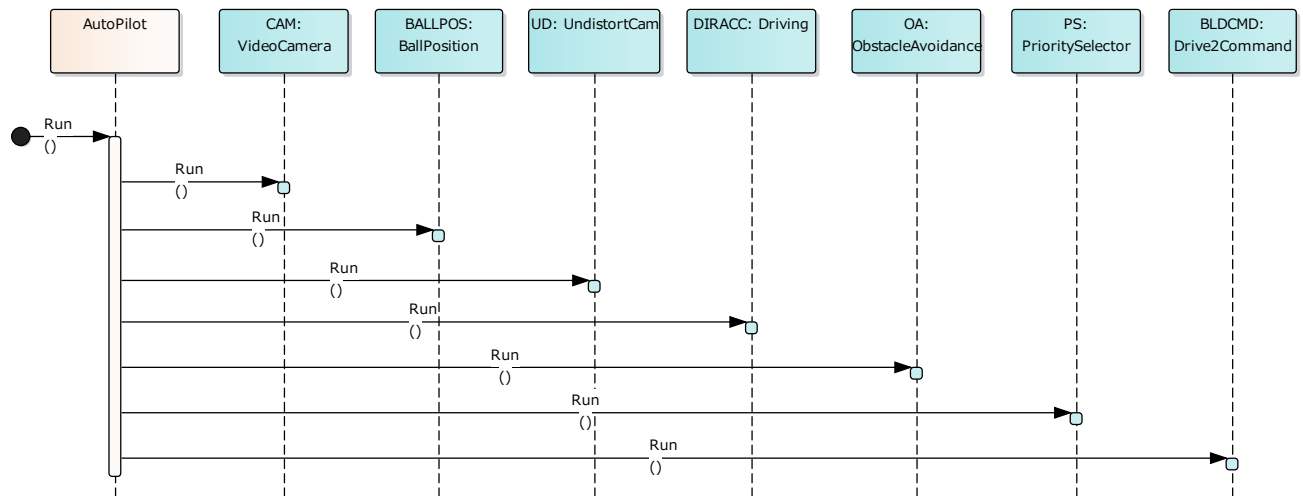 AutoPilot
CAM:
VideoCamera
BALLPOS:
BallPosition
UD: UndistortCam
DIRACC: Driving
OA:
ObstacleAvoidance
PS:
PrioritySelector
BLDCMD:
Drive2Command
Run
()
Run
()
Run
()
Run
()
Run
()
Run
()
Run
()
Run
()